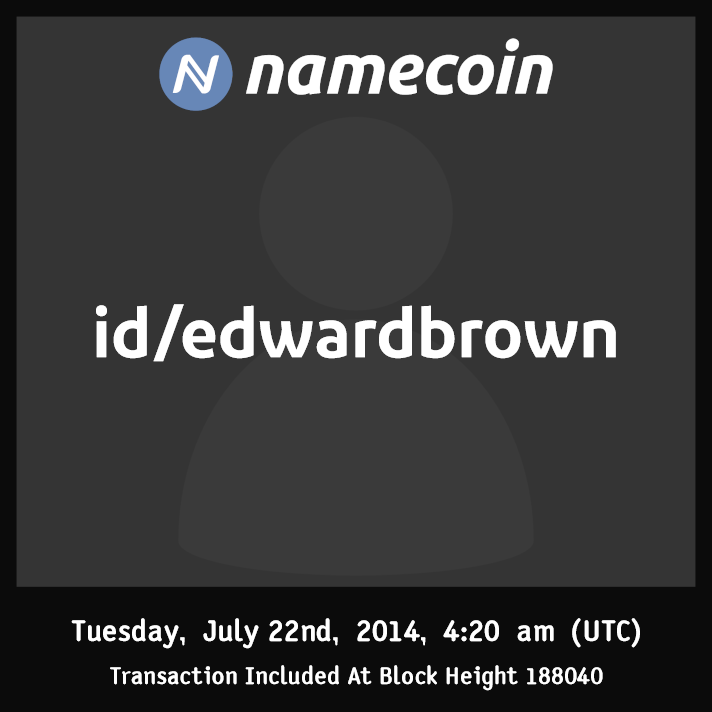 namecoin
id/edwardbrown
Tuesday, July 22nd, 2014, 4:20 am (UTC)
Transaction Included At Block Height 188040